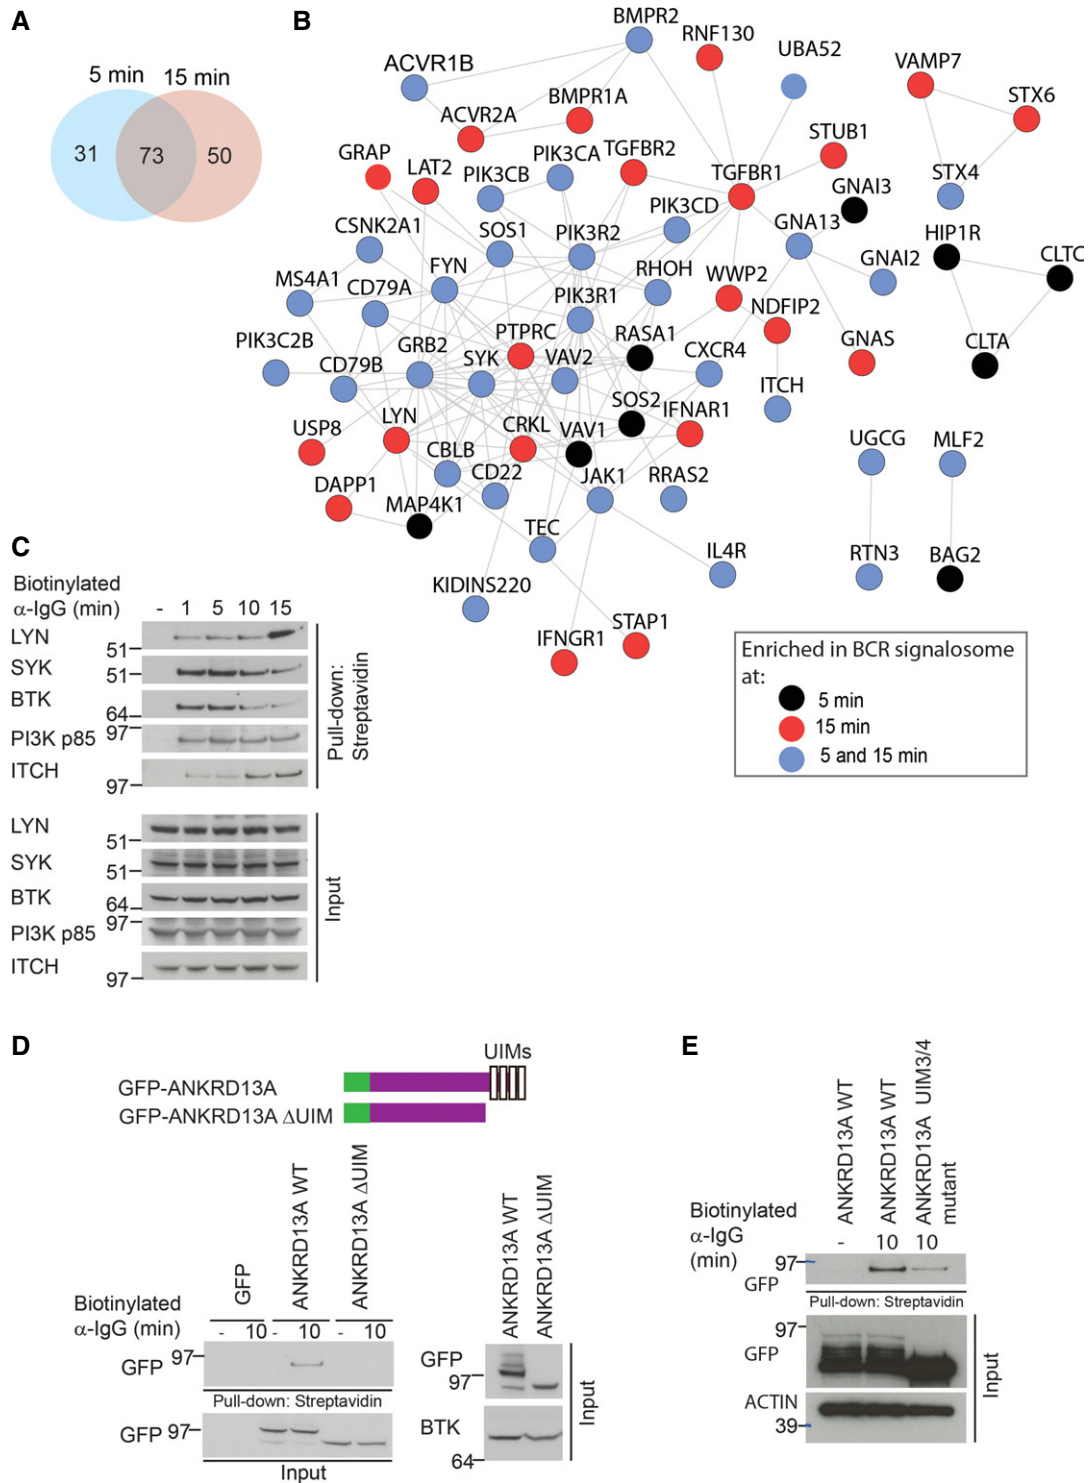 A
5 min
15 min
31
73
50
B
BMPR2
RNF130
UBA52
ACVR1B
VAMP7
STX6
ACVR2A
BMPR1A
STUB1
GRAP
LAT2
PIK3CB
PIK3CA
TGFBR2
TGFBR1
GNAI3
STX4
CSNK2A1
SOS1
PIK3R2
PIK3CD
GNA13
HIP1R
CLTC
MS4A1
FYN
RHOH
GNAI2
CD79A
PIK3R1
WWP2
NDFIP2
PIK3C2B
CD79B
GRB2
SYK
PTPRC
VAV2
RASA1
CXCR4
GNAS
CLTA
ITCH
USP8
LYN
CRKL
VAV1
SOS2
IFNAR1
UGCG
MLF2
DAPP1
CBLB
CD22
JAK1
RRAS2
MAP4K1
TEC
IL4R
RTN3
BAG2
KIDINS220
IFNGR1
STAP1
Enriched in BCR signalosome
at:
5 min
15 min
5 and 15 min
C
Biotinylated
α-IgG (min)
- 1 5 10 15
LYN
51
SYK
51
BTK
64
PI3K p85
97
ITCH
97
Pull-down:
Streptavidin
LYN
51
SYK
51
BTK
64
PI3K p85
97
ITCH
97
Input
D
UIMs
GFP-ANKRD13A
GFP-ANKRD13A ΔUIM
GFP
ANKRD13A WT
ANKRD13A ΔUIM
Biotinylated
α-IgG (min)
- 10 - 10 - 10
GFP
97
Pull-down: Streptavidin
GFP
97
Input
ANKRD13A WT
ANKRD13A ΔUIM
GFP
97
BTK
64
Input
E
ANKRD13A WT
ANKRD13A WT
ANKRD13A UIM3/4
mutant
Biotinylated
α-IgG
(min)
- 10 10
97
GFP
Pull-down: Streptavidin
97
GFP
ACTIN
39
Input